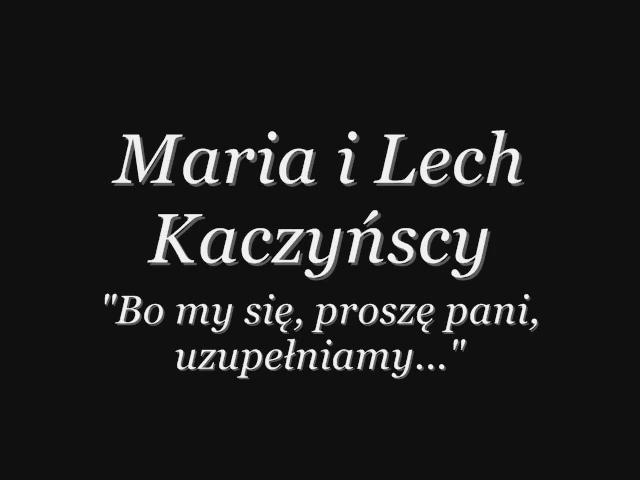 Maria i Lech
Kaczyńscy
"Bo my się, proszę pani,
uzupełniamy..."